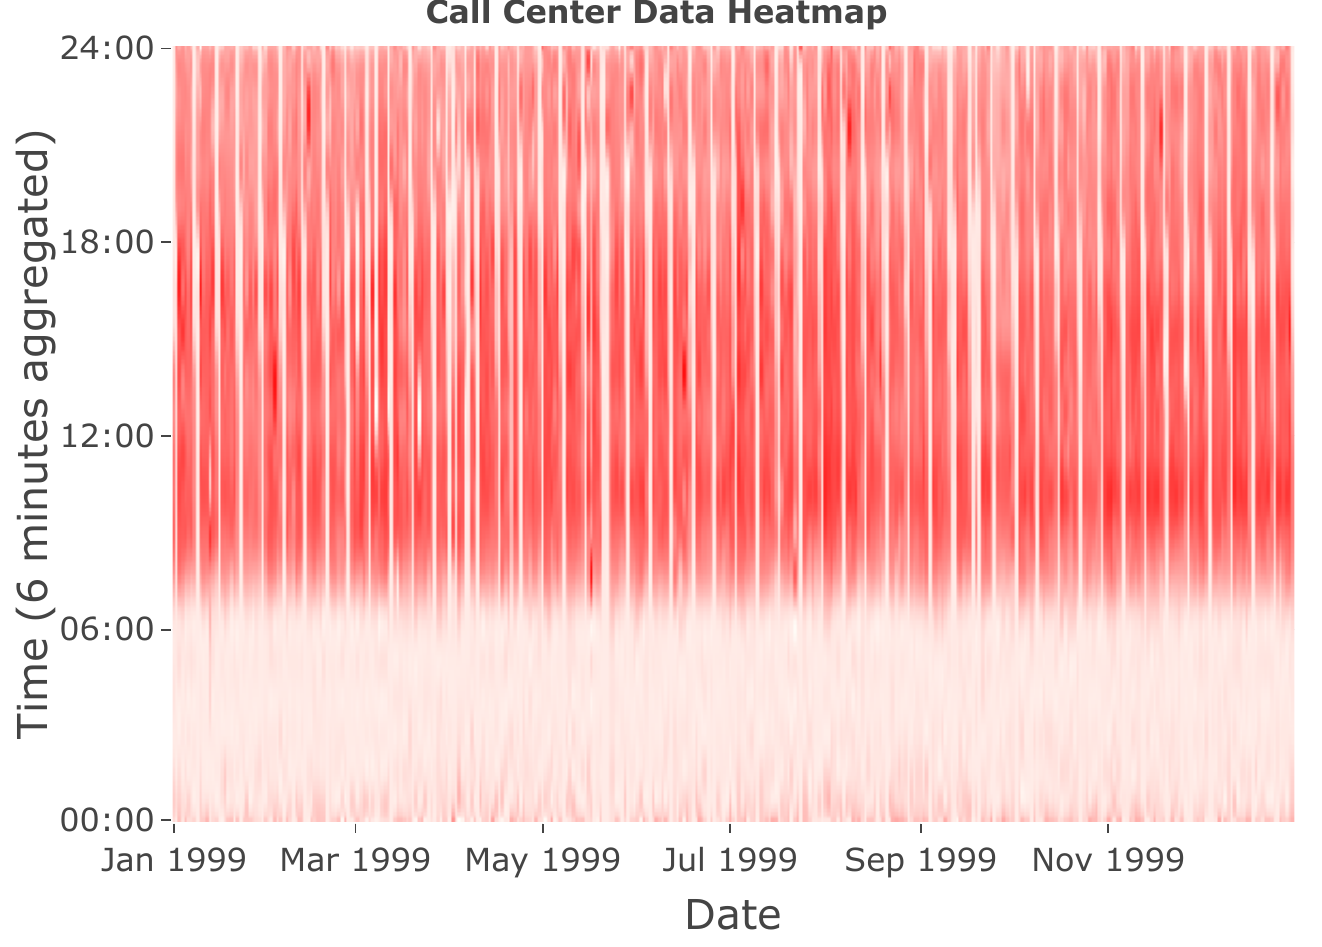 Call Center Data Heatmap
Time (6 minutes aggregated)
24:00
18:00
12:00
06:00
00:00
Jan 1999 Mar 1999 May 1999 Jul 1999 Sep 1999 Nov 1999
Date